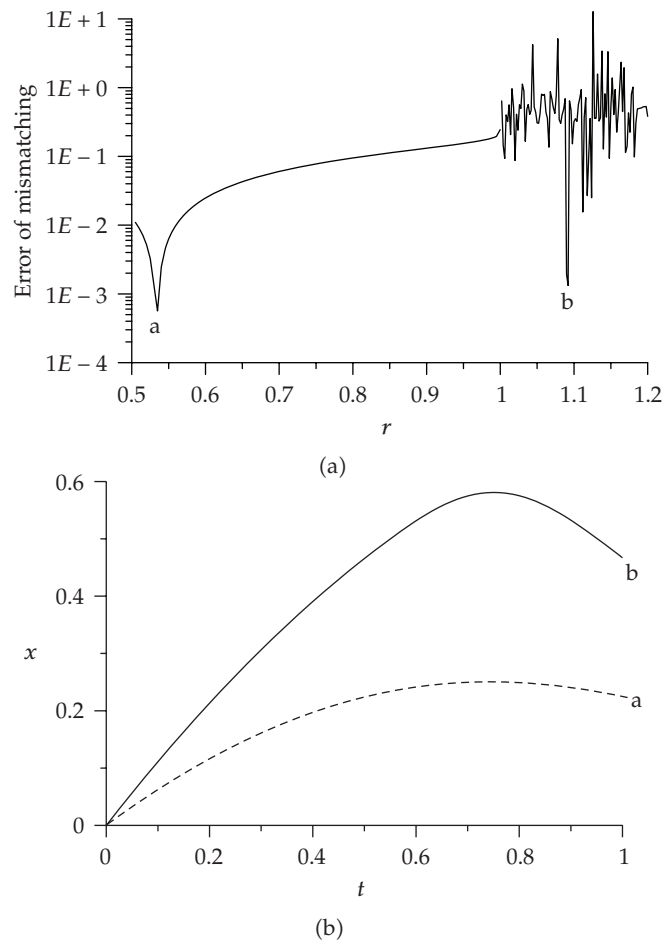 Error of mismatching
1E + 1
1E + 0
1E − 1
1E − 2
1E − 3
1E − 4
a
b
0.5 0.6 0.7 0.8 0.9 1 1.1 1.2
r
(a)
x
0.6
0.4
0.2
0
b
a
0 0.2 0.4 0.6 0.8 1
t
(b)